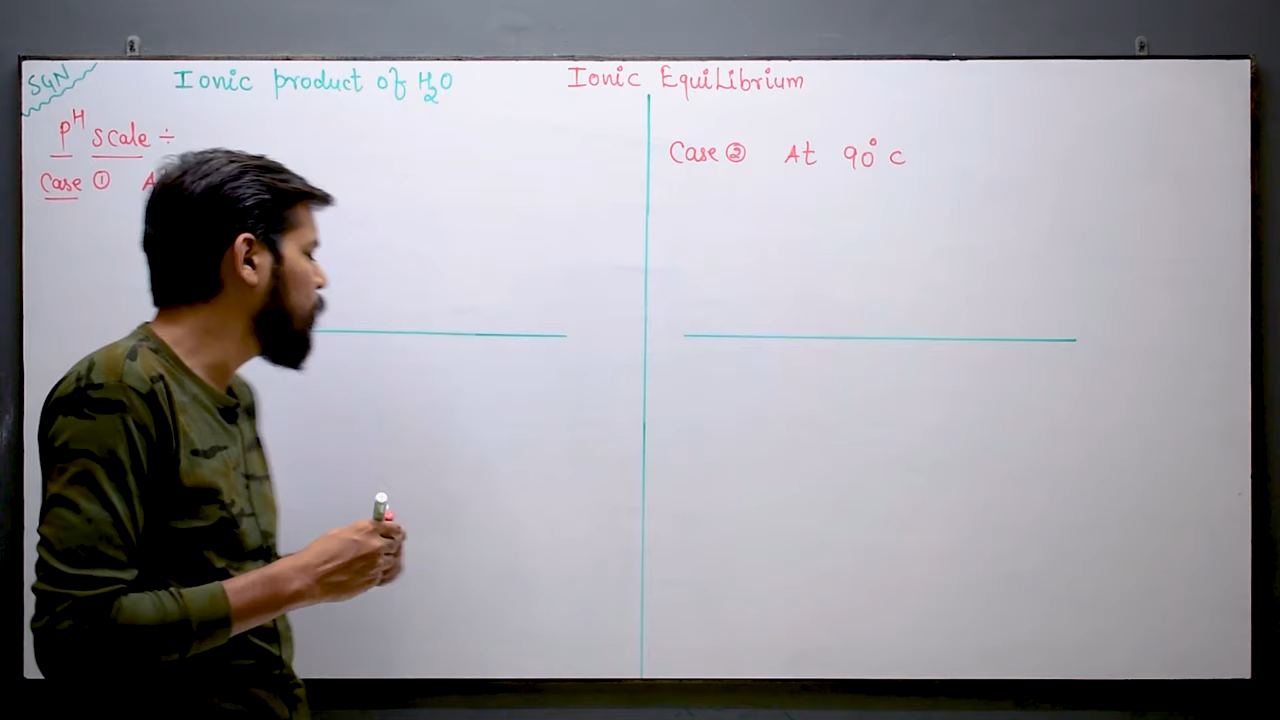 SGN
Ionic product of H₂O
Ionic Equilibrium
pᴴ scale ÷
Case ① A
Case ② At 90° c